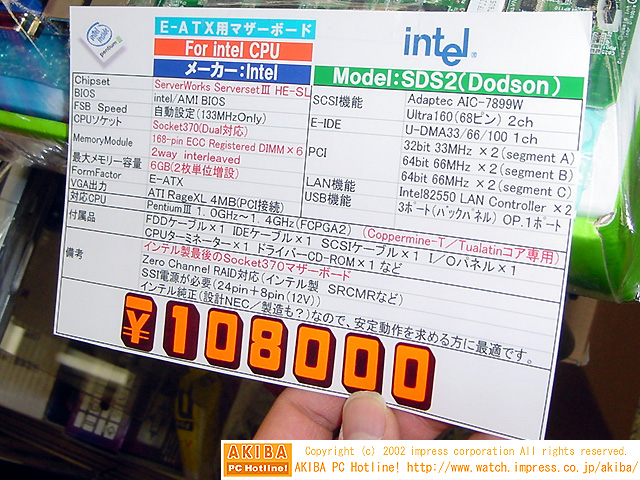 intel inside pentium III
E-ATX用マザーボード
For intel CPU
メーカー:Intel
intel
Model:SDS2(Dodson)
Chipset ServerWorks ServersetⅢ HE-SL
BIOS intel/AMI BIOS
FSB Speed 自動設定(133MHzOnly)
CPUソケット Socket370(Dual対応)
MemoryModule 168-pin ECC Registered DIMM×6
2way interleaved
最大メモリー容量 6GB(2枚単位増設)
FormFactor E-ATX
VGA出力 ATI RageXL 4MB(PCI接続)
対応CPU PentiumⅢ 1.0GHz～1.4GHz(FCPGA2) (Coppermine-T/Tualatinコア専用)
SCSI機能 Adaptec AIC-7899W
Ultra160(68ピン) 2ch
E-IDE U-DMA33/66/100 1ch
PCI 32bit 33MHz ×2(segment A)
64bit 66MHz ×2(segment B)
64bit 66MHz ×2(segment C)
LAN機能 Intel82550 LAN Controller ×2
USB機能 3ポート(バックパネル) OP.1ポート
付属品 FDDケーブル×1 IDEケーブル×1 SCSIケーブル×1 I/Oパネル×1
CPUターミネーター×1 ドライバーCD-ROM×1 など
備考 インテル製最後のSocket370マザーボード
Zero Channel RAID対応(インテル製 SRCMRなど)
SSI電源が必要(24pin+8pin(12V))
インテル純正(設計NEC/製造も?)なので、安定動作を求める方に最適です。
¥108000
AKIBA PC Hotline!
Copyright (c) 2002 impress corporation All rights reserved.
AKIBA PC Hotline! http://www.watch.impress.co.jp/akiba/